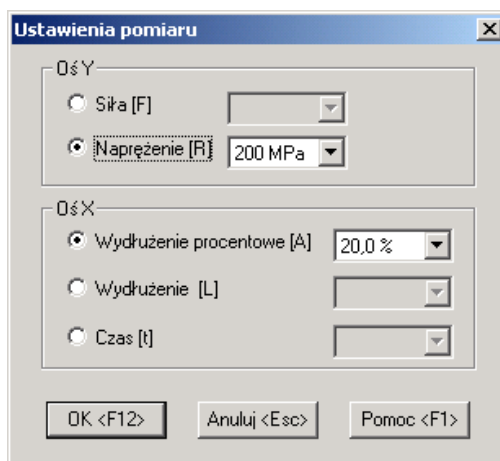 Ustawienia pomiaru
Oś Y
Siła [F]
Naprężenie [R] 200 MPa
Oś X
Wydłużenie procentowe [A] 20,0 %
Wydłużenie [L]
Czas [t]
OK <F12> Anuluj <Esc> Pomoc <F1>